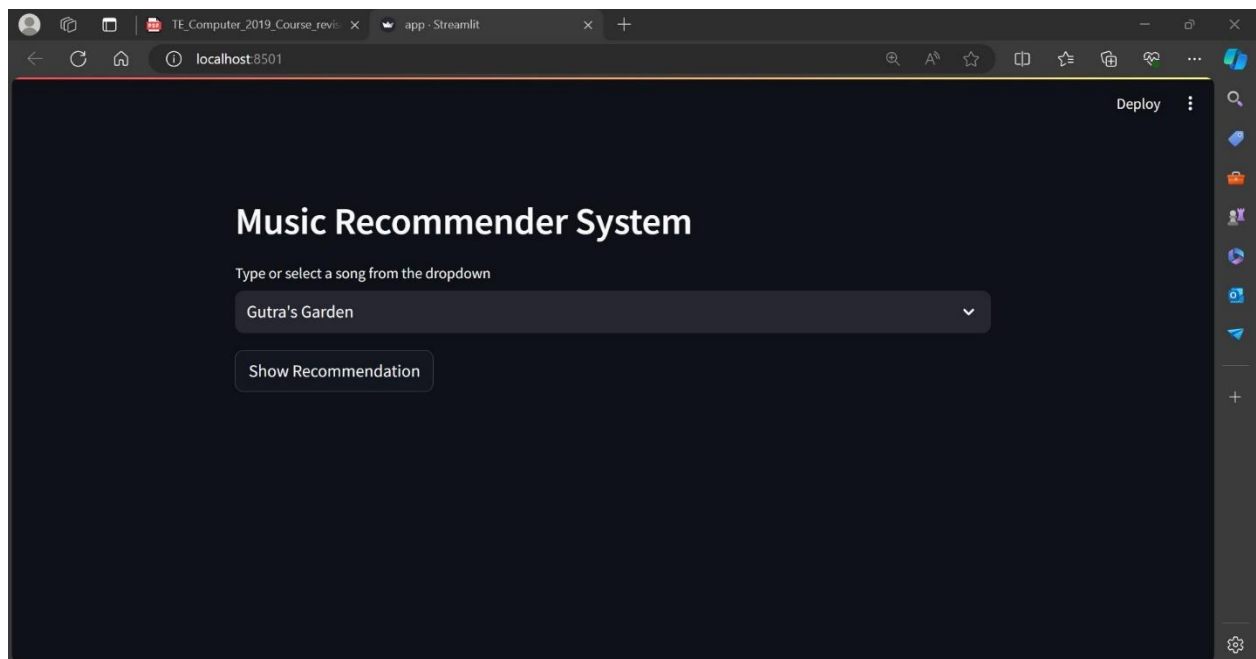 TE_Computer_2019_Course_revis
app · Streamlit
localhost:8501
Deploy
Music Recommender System
Type or select a song from the dropdown
Gutra's Garden
Show Recommendation